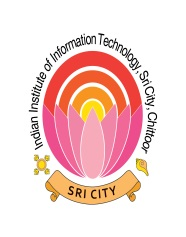 Indian Institute of Information Technology, Sri City, Chittoor
SRI CITY